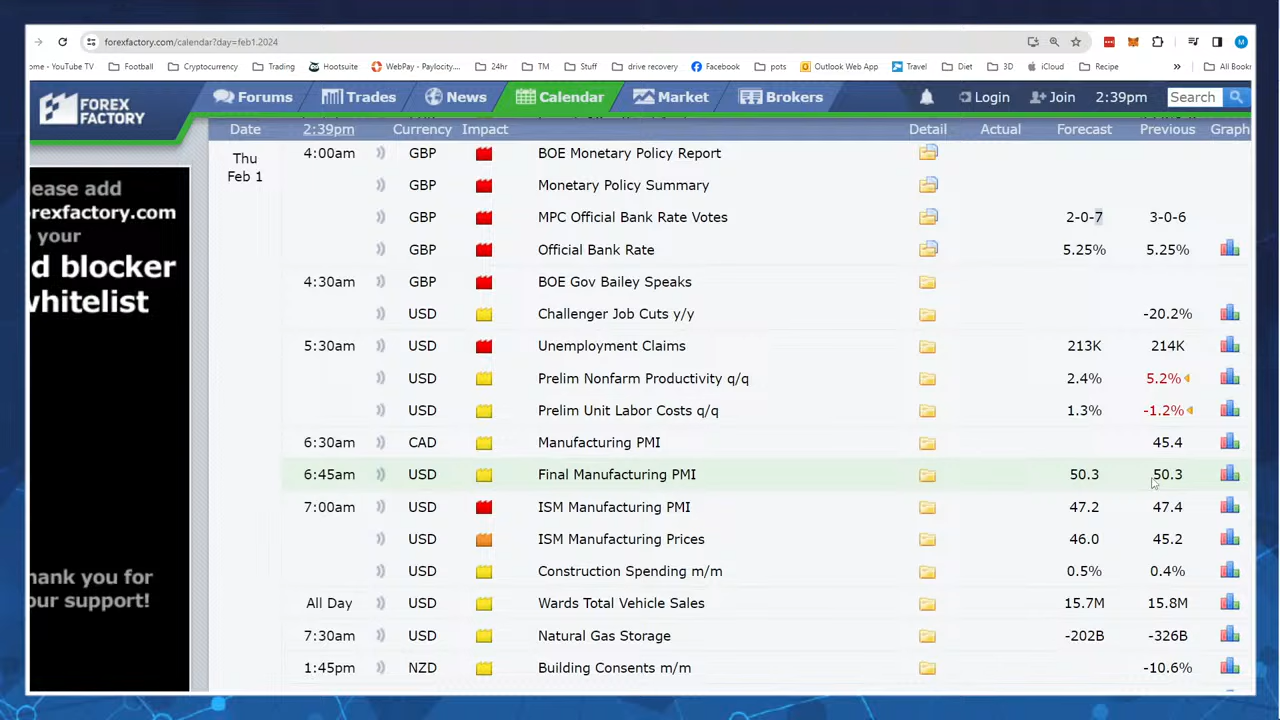 forexfactory.com/calendar?day=feb1.2024
ome - YouTube TV Football Cryptocurrency Trading Hootsuite WebPay - Paylocity,... 24hr TM Stuff drive recovery Facebook pots Outlook Web App Travel Diet 3D iCloud Recipe » All Book
FOREX FACTORY
Forums Trades News Calendar Market Brokers Login Join 2:39pm Search
Date 2:39pm Currency Impact Detail Actual Forecast Previous Graph
Thu
Feb 1
4:00am GBP BOE Monetary Policy Report
GBP Monetary Policy Summary
GBP MPC Official Bank Rate Votes 2-0-7 3-0-6
GBP Official Bank Rate 5.25% 5.25%
4:30am GBP BOE Gov Bailey Speaks
USD Challenger Job Cuts y/y -20.2%
5:30am USD Unemployment Claims 213K 214K
USD Prelim Nonfarm Productivity q/q 2.4% 5.2%
USD Prelim Unit Labor Costs q/q 1.3% -1.2%
6:30am CAD Manufacturing PMI 45.4
6:45am USD Final Manufacturing PMI 50.3 50.3
7:00am USD ISM Manufacturing PMI 47.2 47.4
USD ISM Manufacturing Prices 46.0 45.2
USD Construction Spending m/m 0.5% 0.4%
All Day USD Wards Total Vehicle Sales 15.7M 15.8M
7:30am USD Natural Gas Storage -202B -326B
1:45pm NZD Building Consents m/m -10.6%
ease add
orexfactory.com
your
d blocker
whitelist
hank you for
our support!